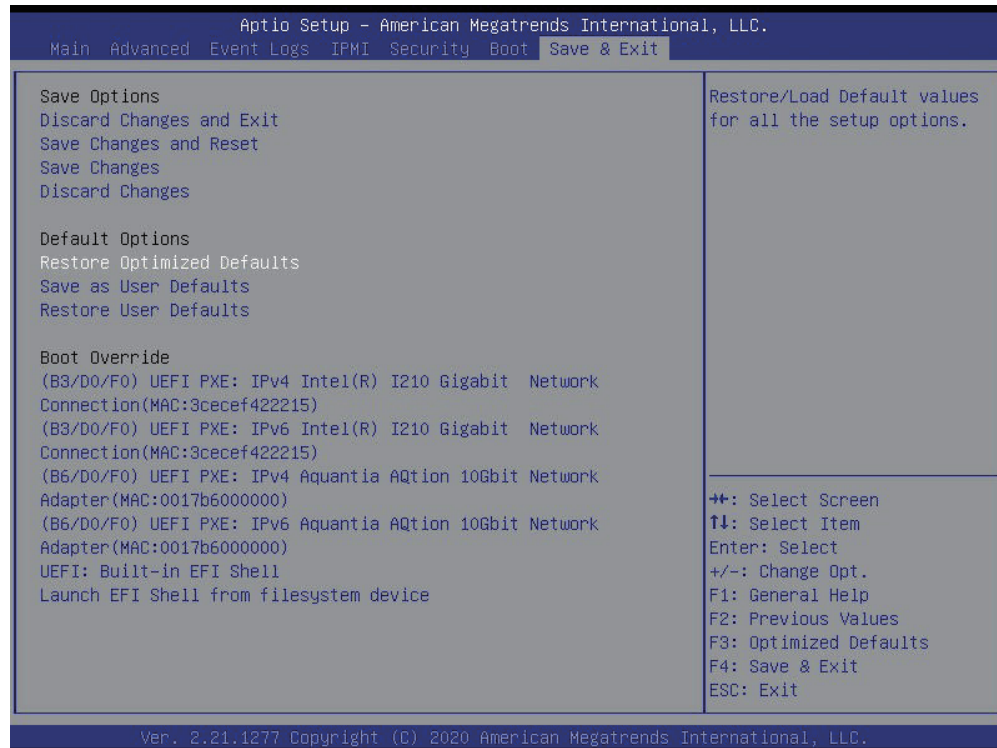 Aptio Setup – American Megatrends International, LLC.
Main Advanced Event Logs IPMI Security Boot Save & Exit
Save Options
Discard Changes and Exit
Save Changes and Reset
Save Changes
Discard Changes
Default Options
Restore Optimized Defaults
Save as User Defaults
Restore User Defaults
Boot Override
(B3/D0/F0) UEFI PXE: IPv4 Intel(R) I210 Gigabit Network
Connection(MAC:3cecef422215)
(B3/D0/F0) UEFI PXE: IPv6 Intel(R) I210 Gigabit Network
Connection(MAC:3cecef422215)
(B6/D0/F0) UEFI PXE: IPv4 Aquantia AQtion 10Gbit Network
Adapter(MAC:0017b6000000)
(B6/D0/F0) UEFI PXE: IPv6 Aquantia AQtion 10Gbit Network
Adapter(MAC:0017b6000000)
UEFI: Built-in EFI Shell
Launch EFI Shell from filesystem device
Restore/Load Default values
for all the setup options.
→←: Select Screen
↑↓: Select Item
Enter: Select
+/-: Change Opt.
F1: General Help
F2: Previous Values
F3: Optimized Defaults
F4: Save & Exit
ESC: Exit
Ver. 2.21.1277 Copyright (C) 2020 American Megatrends International, LLC.